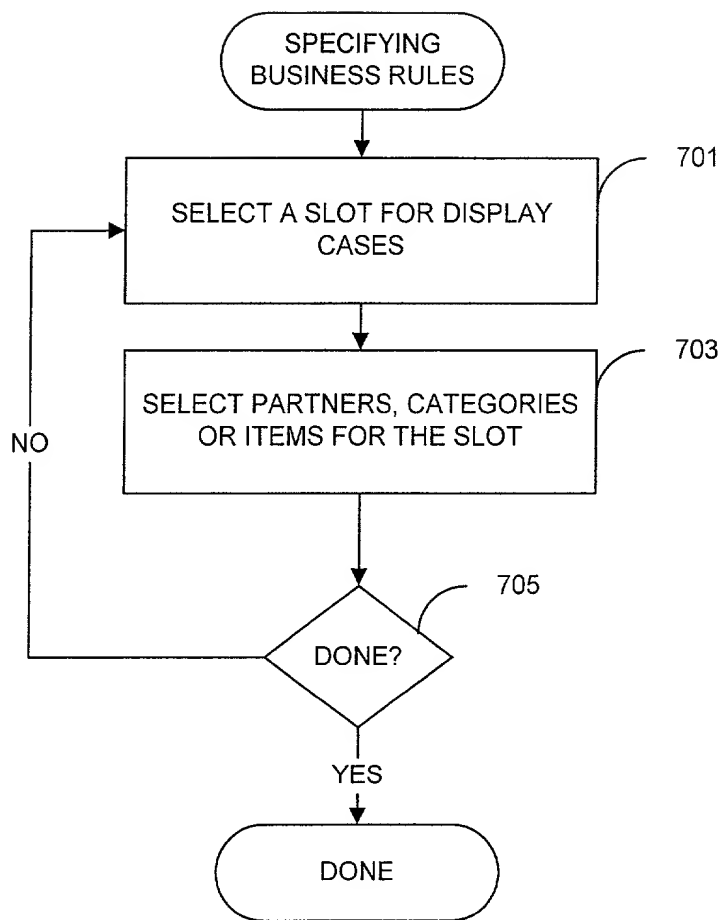 SPECIFYING
BUSINESS RULES
701
SELECT A SLOT FOR DISPLAY
CASES
703
SELECT PARTNERS, CATEGORIES
OR ITEMS FOR THE SLOT
NO
705
DONE?
YES
DONE